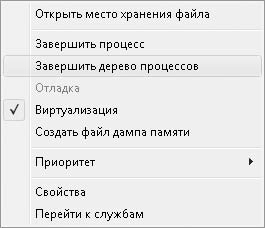 Открыть место хранения файла
Завершить процесс
Завершить дерево процессов
Отладка
Виртуализация
Создать файл дампа памяти
Приоритет
Свойства
Перейти к службам